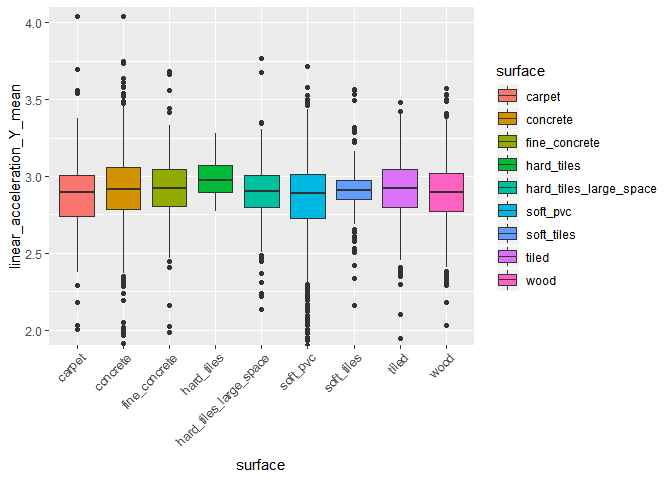 4.0
3.5
3.0
2.5
2.0
linear_acceleration_Y_mean
carpet
concrete
fine_concrete
hard_tiles
hard_tiles_large_space
soft_pvc
soft_tiles
tiled
wood
surface
surface
carpet
concrete
fine_concrete
hard_tiles
hard_tiles_large_space
soft_pvc
soft_tiles
tiled
wood